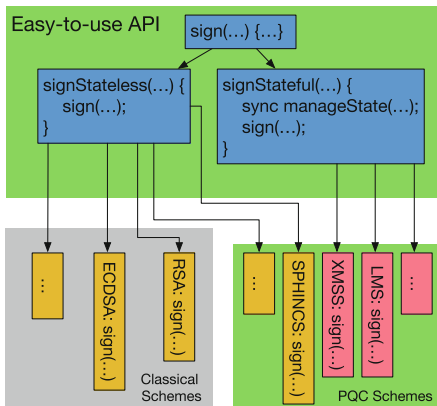 Easy-to-use API
sign(…) {…}
signStateless(…) {
sign(…);
}
signStateful(…) {
sync manageState(…);
sign(…);
}
…
ECDSA: sign(…)
RSA: sign(…)
Classical
Schemes
…
SPHINCS: sign(…)
XMSS: sign(…)
LMS: sign(…)
…
PQC Schemes